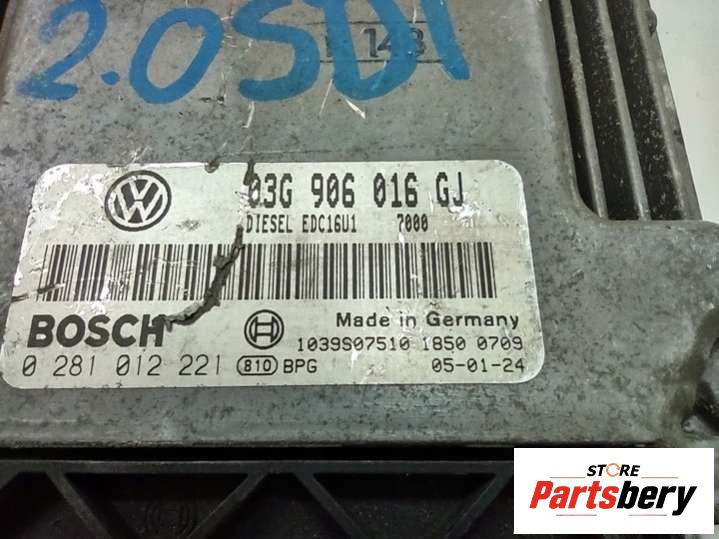 2.0SDI
143
VW
03G 906 016 GJ
DIESEL EDC16U1 7000
BOSCH
Made in Germany
1039S07510 1850 0709
0 281 012 221 810 BPG 05-01-24
STORE
Partsbery